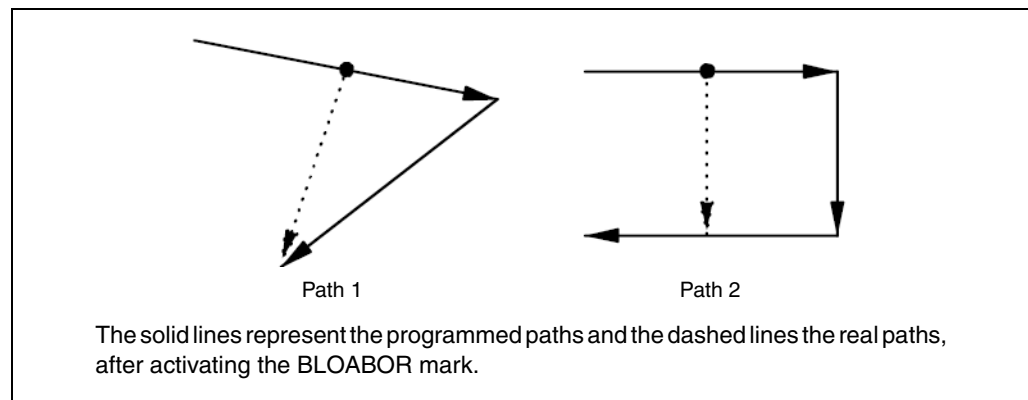 Path 1
Path 2
The solid lines represent the programmed paths and the dashed lines the real paths,
after activating the BLOABOR mark.